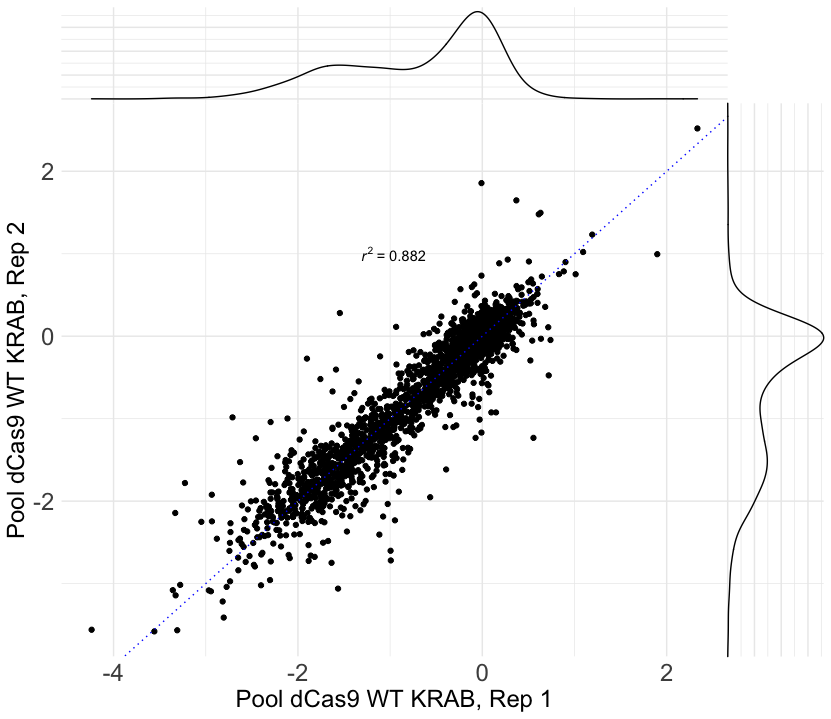 2
r² = 0.882
0
-2
-4 -2 0 2
Pool dCas9 WT KRAB, Rep 1
Pool dCas9 WT KRAB, Rep 2